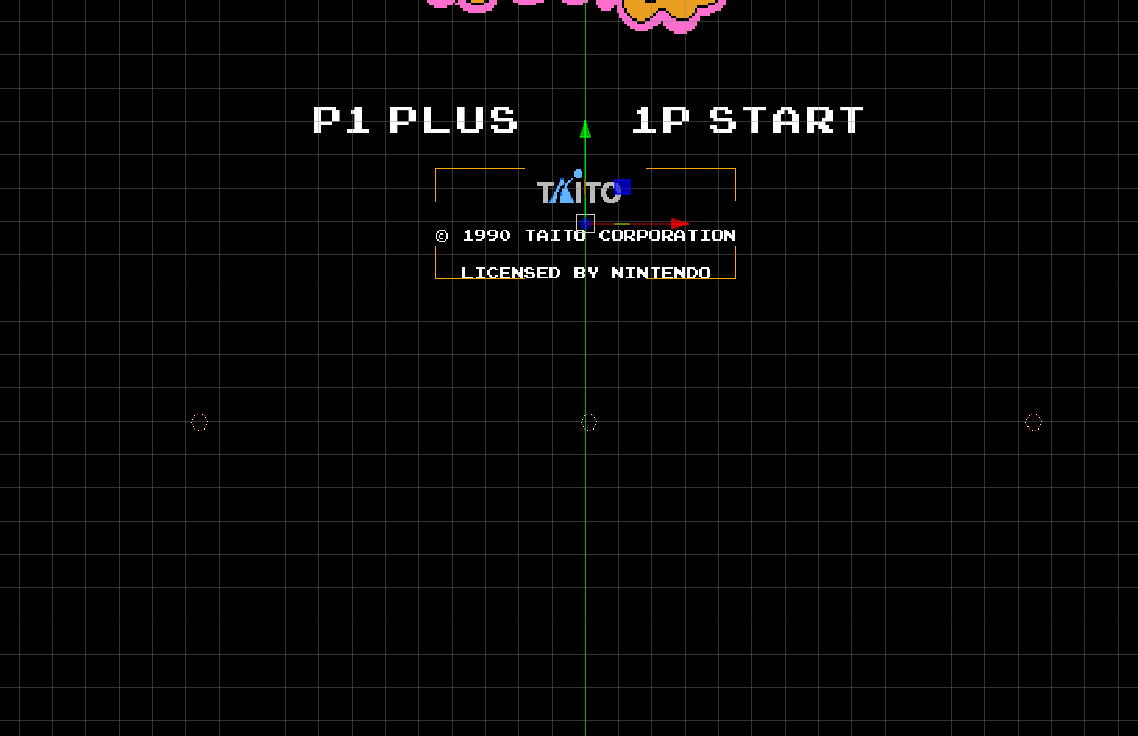 P1 PLUS 1P START
TAITO
© 1990 TAITO CORPORATION
LICENSED BY NINTENDO